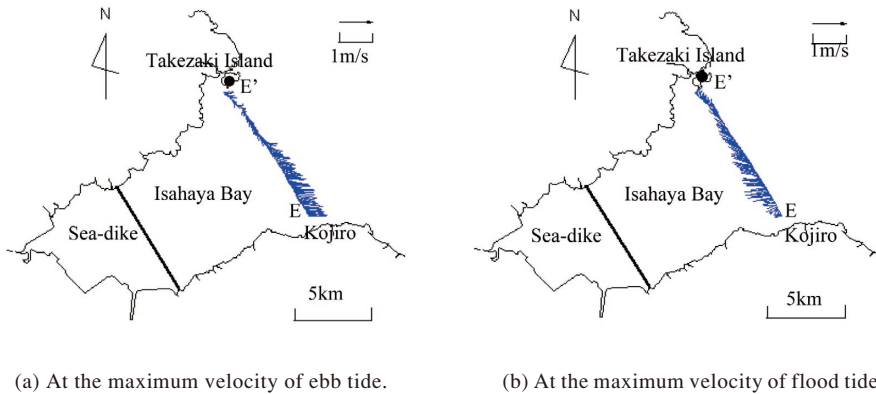 N
1m/s
Takezaki Island
E'
Isahaya Bay
E
Sea-dike
Kojiro
5km
(a) At the maximum velocity of ebb tide.
N
1m/s
Takezaki Island
E'
Isahaya Bay
E
Sea-dike
Kojiro
5km
(b) At the maximum velocity of flood tide